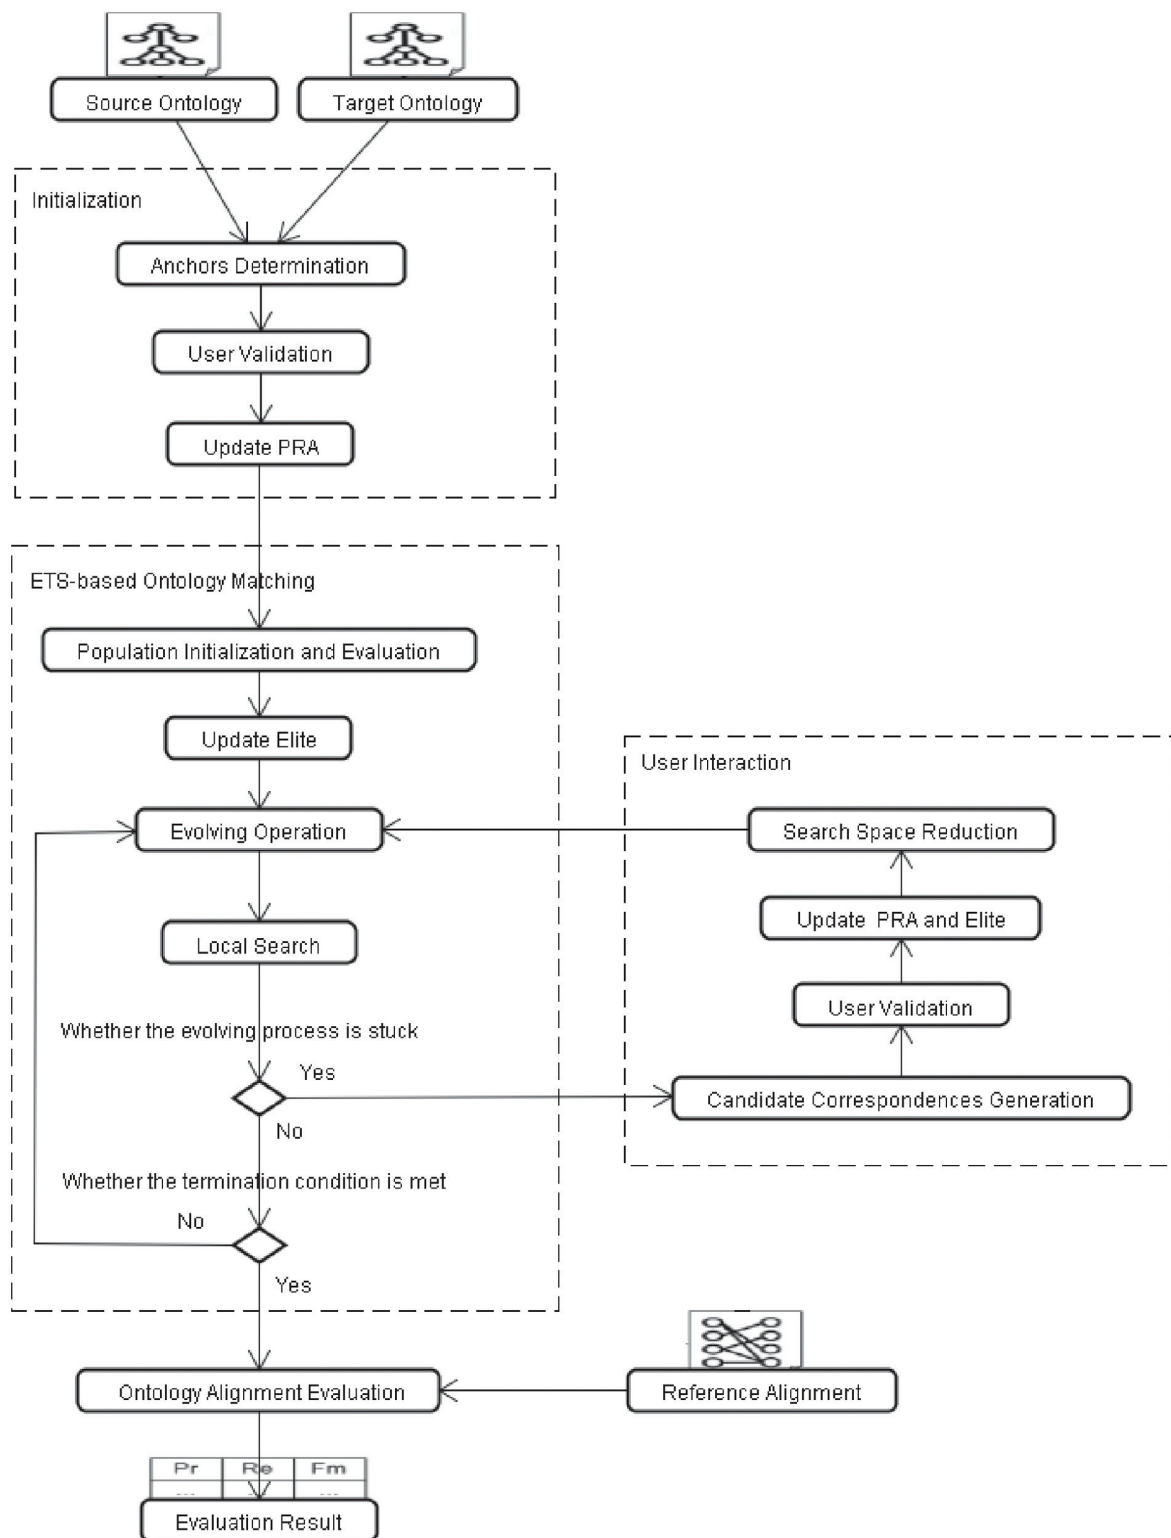 Source Ontology
Target Ontology
Initialization
Anchors Determination
User Validation
Update PRA
ETS-based Ontology Matching
Population Initialization and Evaluation
Update Elite
User Interaction
Evolving Operation
Search Space Reduction
Local Search
Update PRA and Elite
User Validation
Whether the evolving process is stuck
Yes
Candidate Correspondences Generation
No
Whether the termination condition is met
No
Yes
Ontology Alignment Evaluation
Reference Alignment
Pr Re Fm
... ... ...
Evaluation Result